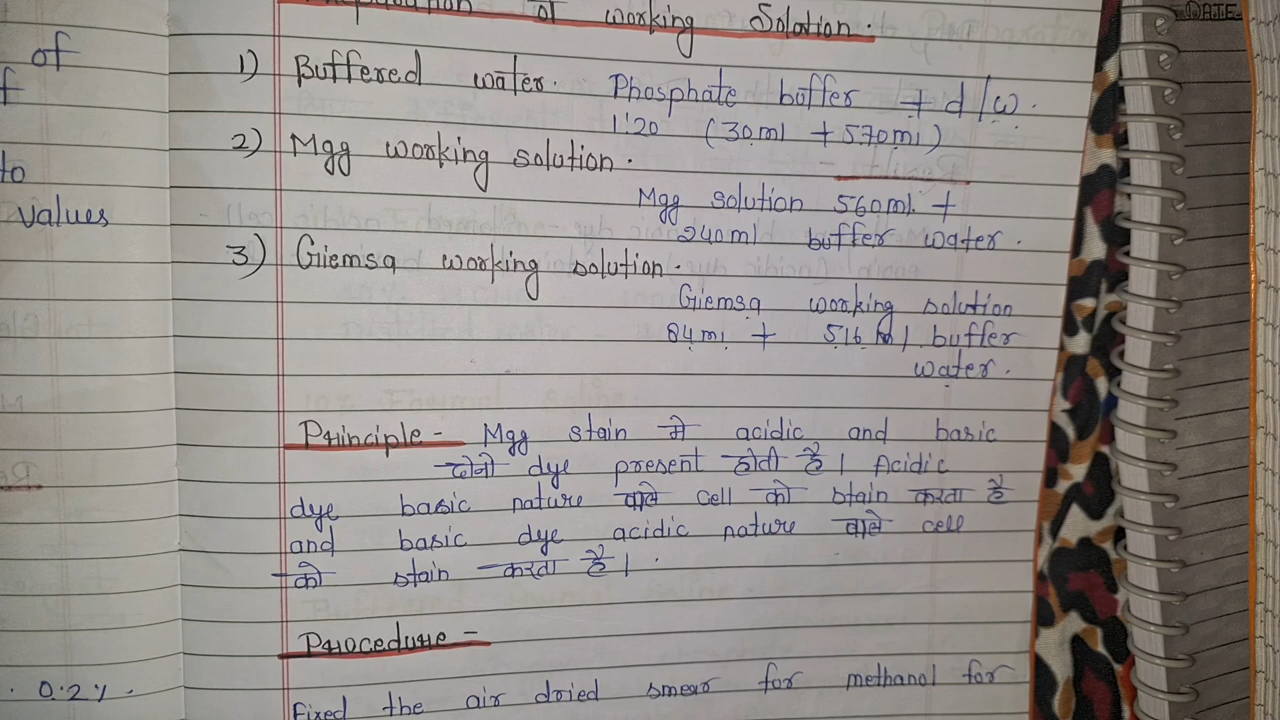 of working Solution.
of
1) Buffered water. Phosphate buffer + d/w.
f
1:20 (30ml + 570ml)
2) Mgg working solution.
to
Mgg solution 560ml. +
values
240ml buffer water.
3) Giemsa working solution.
Giemsa working solution
84ml + 516 ml buffer
water.
Principle - Mgg stain मे acidic and basic
दोनो dye present होती है। Acidic
dye basic nature वाले cell को stain करता है
and basic dye acidic nature वाले cell
को stain करता है।
Procedure -
0.2%.
Fixed the air dried smear for methanol for
DATE